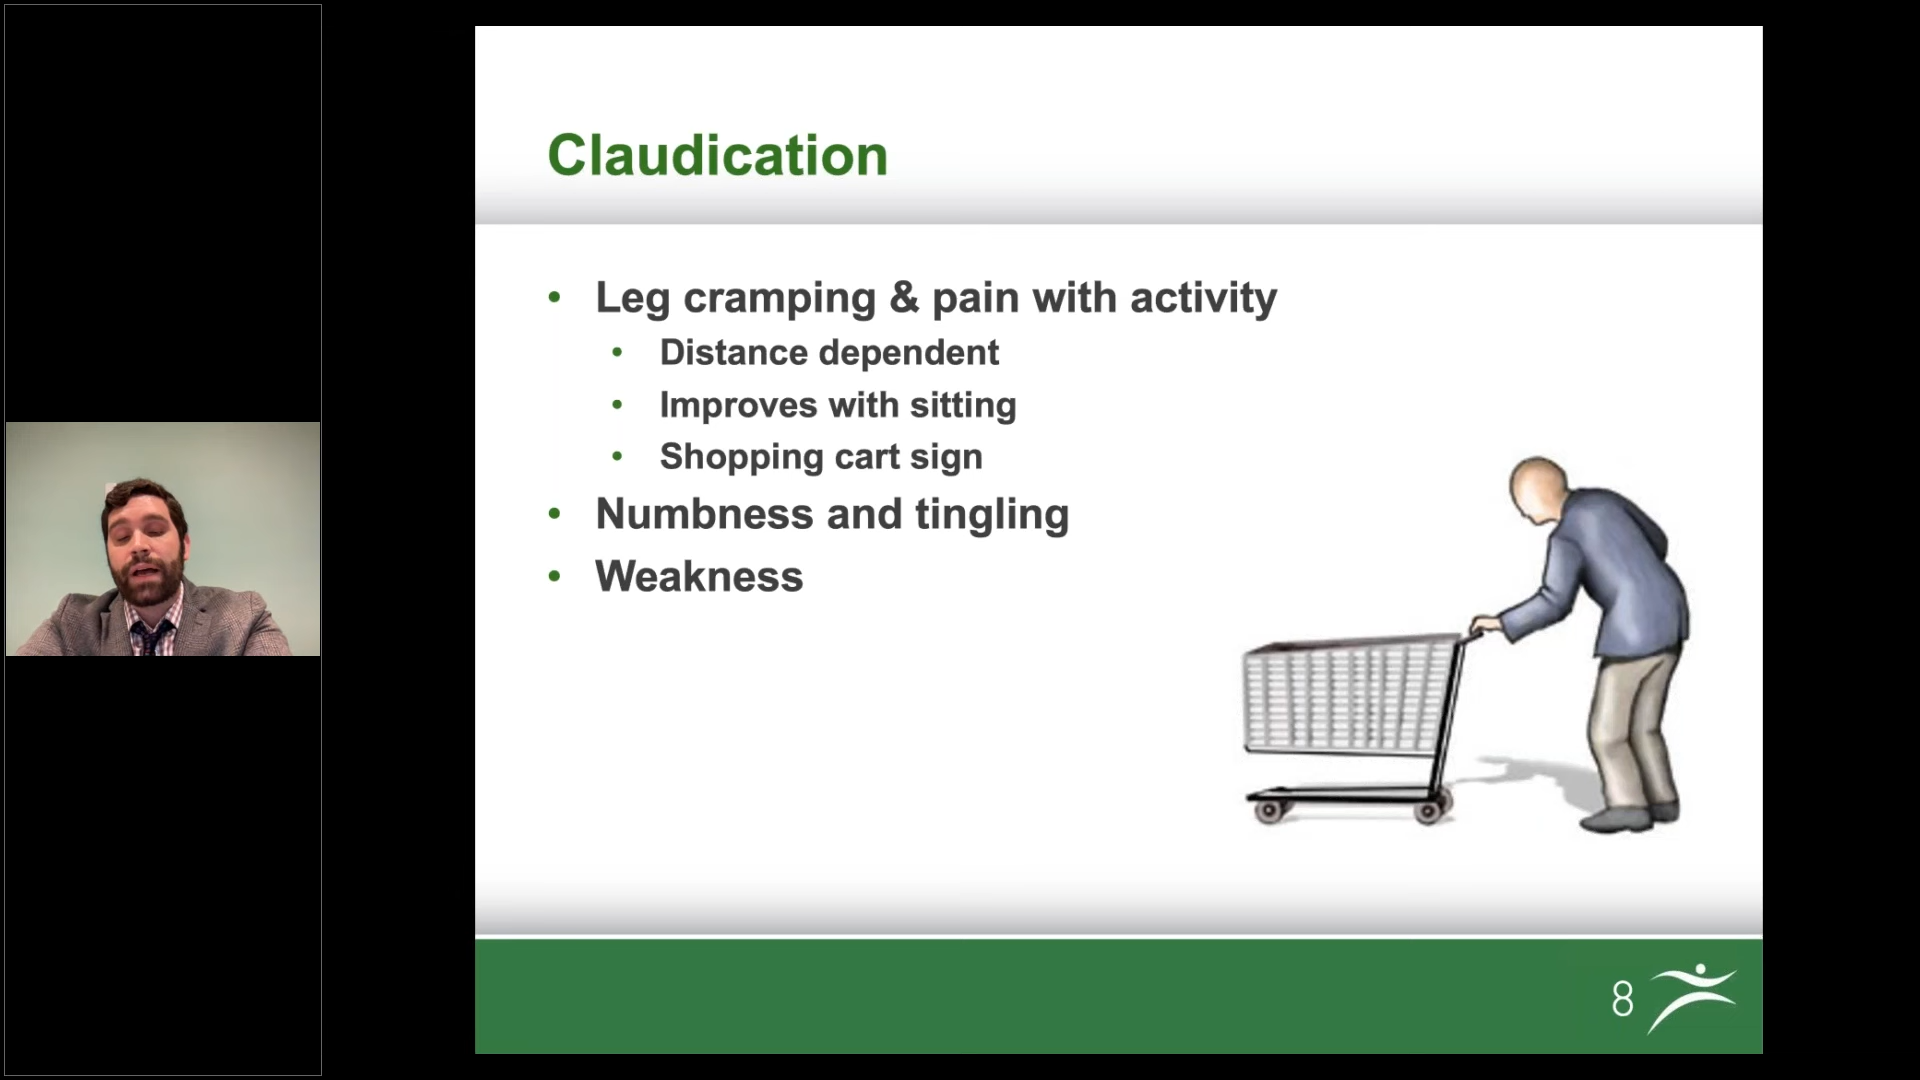 Claudication
• Leg cramping & pain with activity
• Distance dependent
• Improves with sitting
• Shopping cart sign
• Numbness and tingling
• Weakness
8